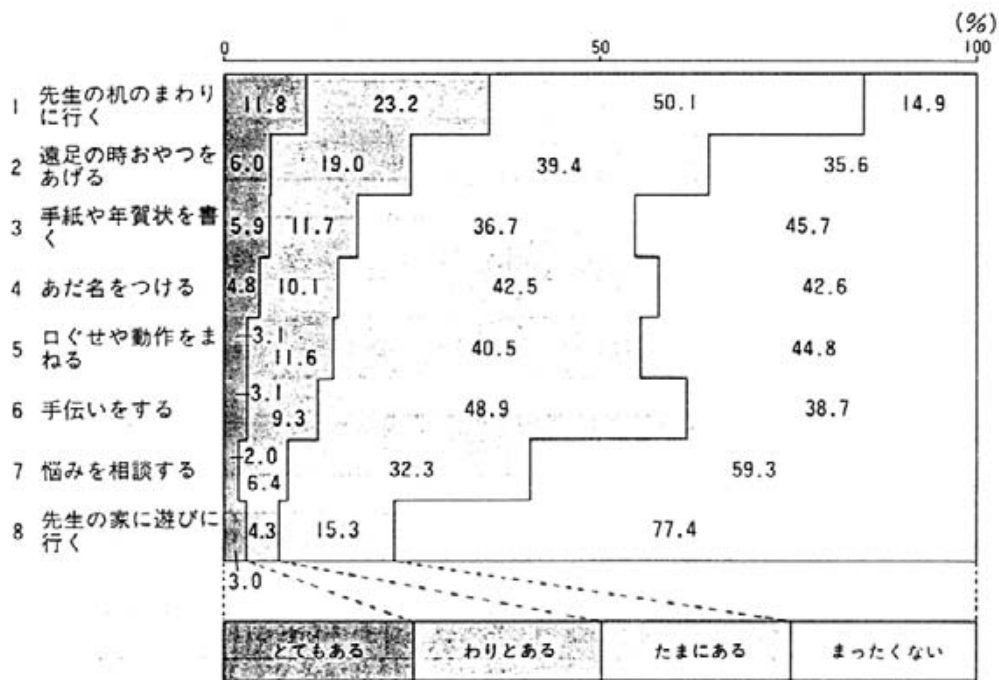 (%)
0 50 100
1 先生の机のまわり
に行く
11.8 23.2 50.1 14.9
2 遠足の時おやつを
あげる
6.0 19.0 39.4 35.6
3 手紙や年賀状を書
く
5.9 11.7 36.7 45.7
4 あだ名をつける
4.8 10.1 42.5 42.6
5 口ぐせや動作をま
ねる
3.1 11.6 40.5 44.8
6 手伝いをする
3.1 9.3 48.9 38.7
7 悩みを相談する
2.0 6.4 32.3 59.3
8 先生の家に遊びに
行く
3.0 4.3 15.3 77.4
とてもある わりとある たまにある まったくない